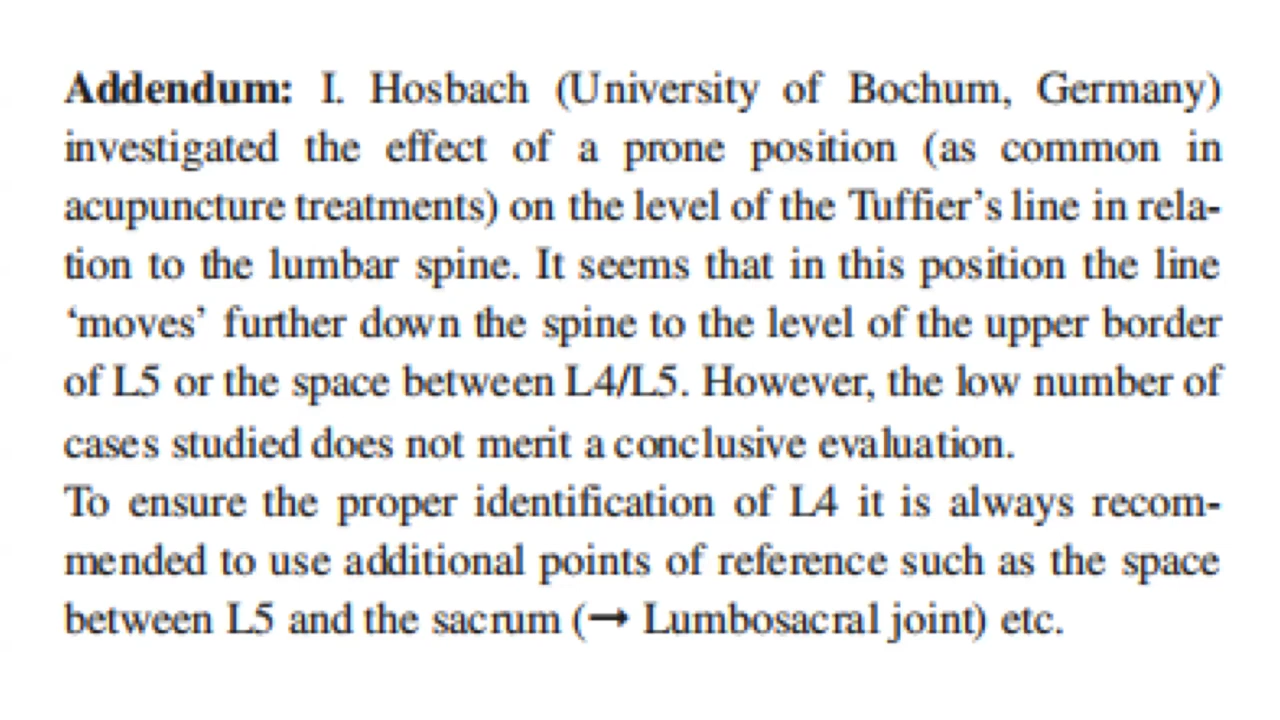 Addendum: I. Hosbach (University of Bochum, Germany)
investigated the effect of a prone position (as common in
acupuncture treatments) on the level of the Tuffier’s line in rela-
tion to the lumbar spine. It seems that in this position the line
‘moves’ further down the spine to the level of the upper border
of L5 or the space between L4/L5. However, the low number of
cases studied does not merit a conclusive evaluation.
To ensure the proper identification of L4 it is always recom-
mended to use additional points of reference such as the space
between L5 and the sacrum (→ Lumbosacral joint) etc.